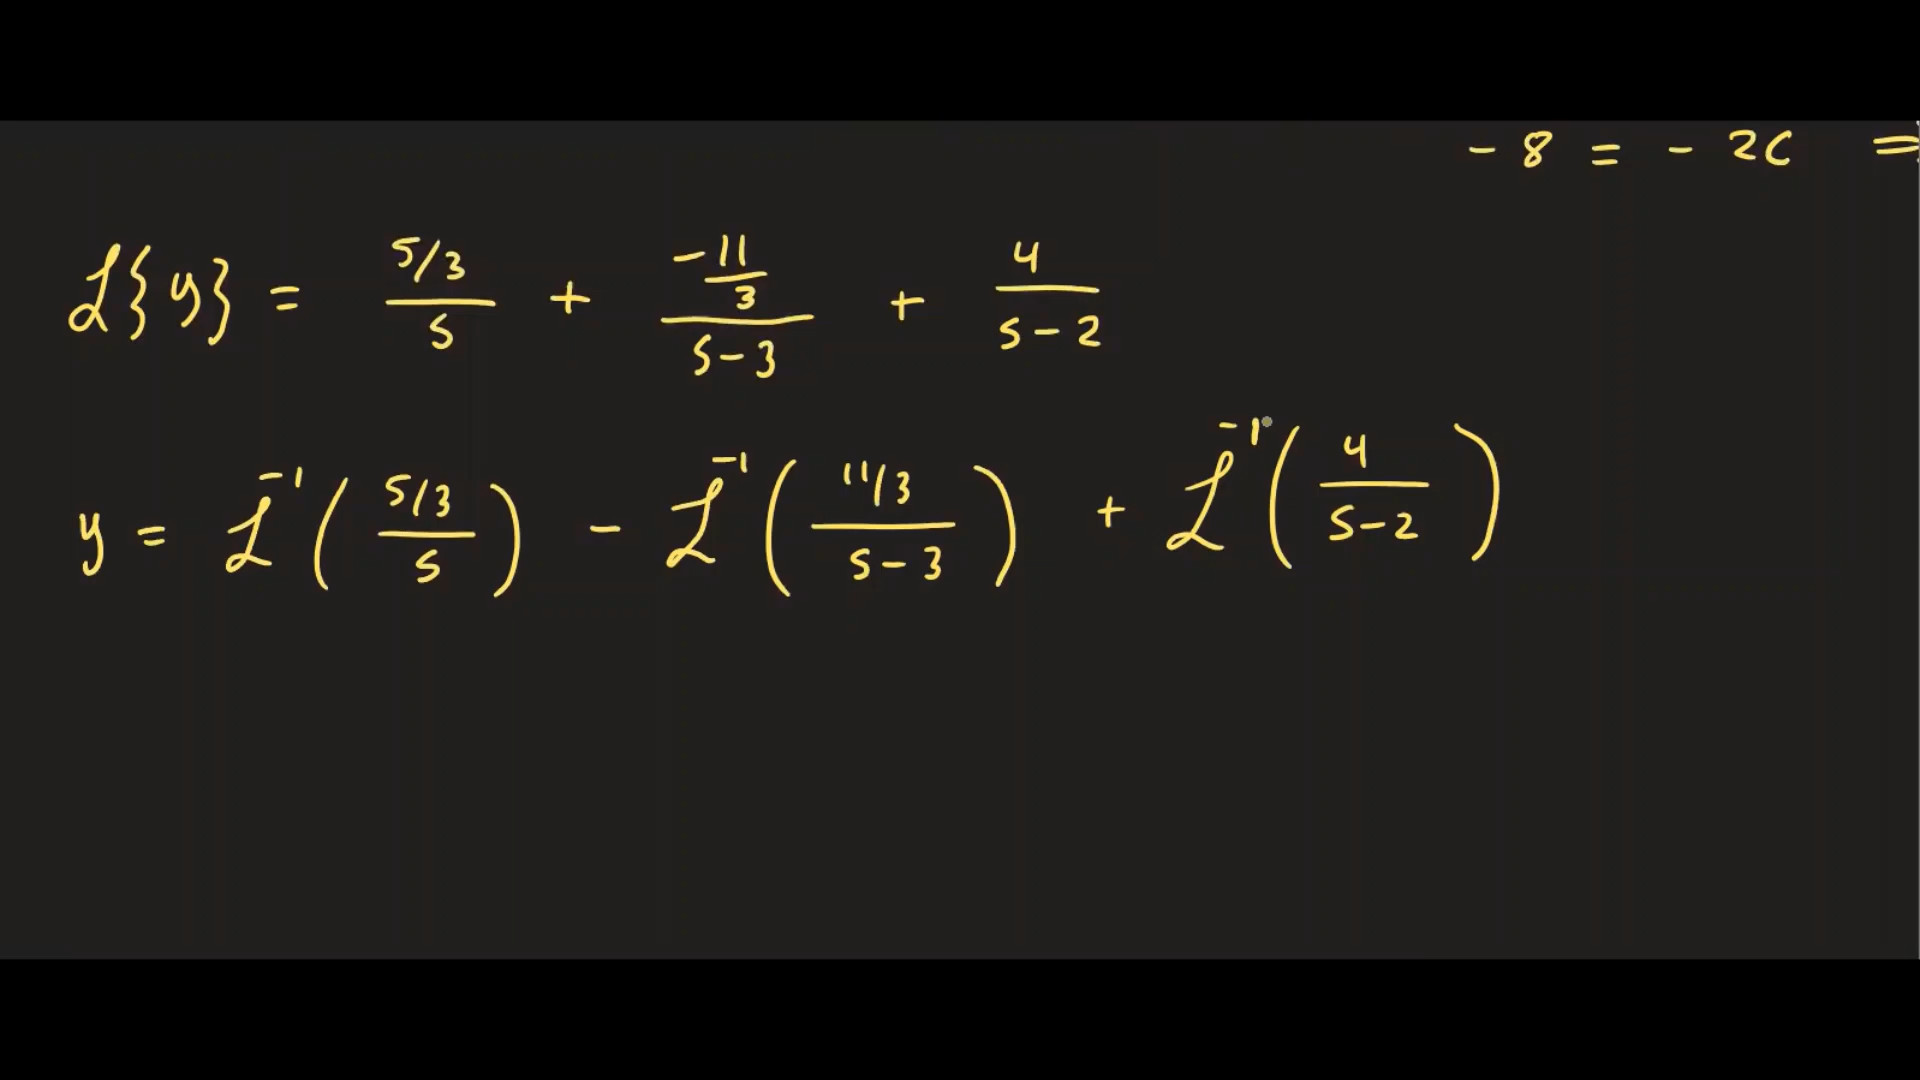 - 8 = - 2C =
ℒ{y} = 5/3 / s + -11/3 / s-3 + 4 / s-2
y = ℒ⁻¹( 5/3 / s ) - ℒ⁻¹( 11/3 / s-3 ) + ℒ⁻¹( 4 / s-2 )